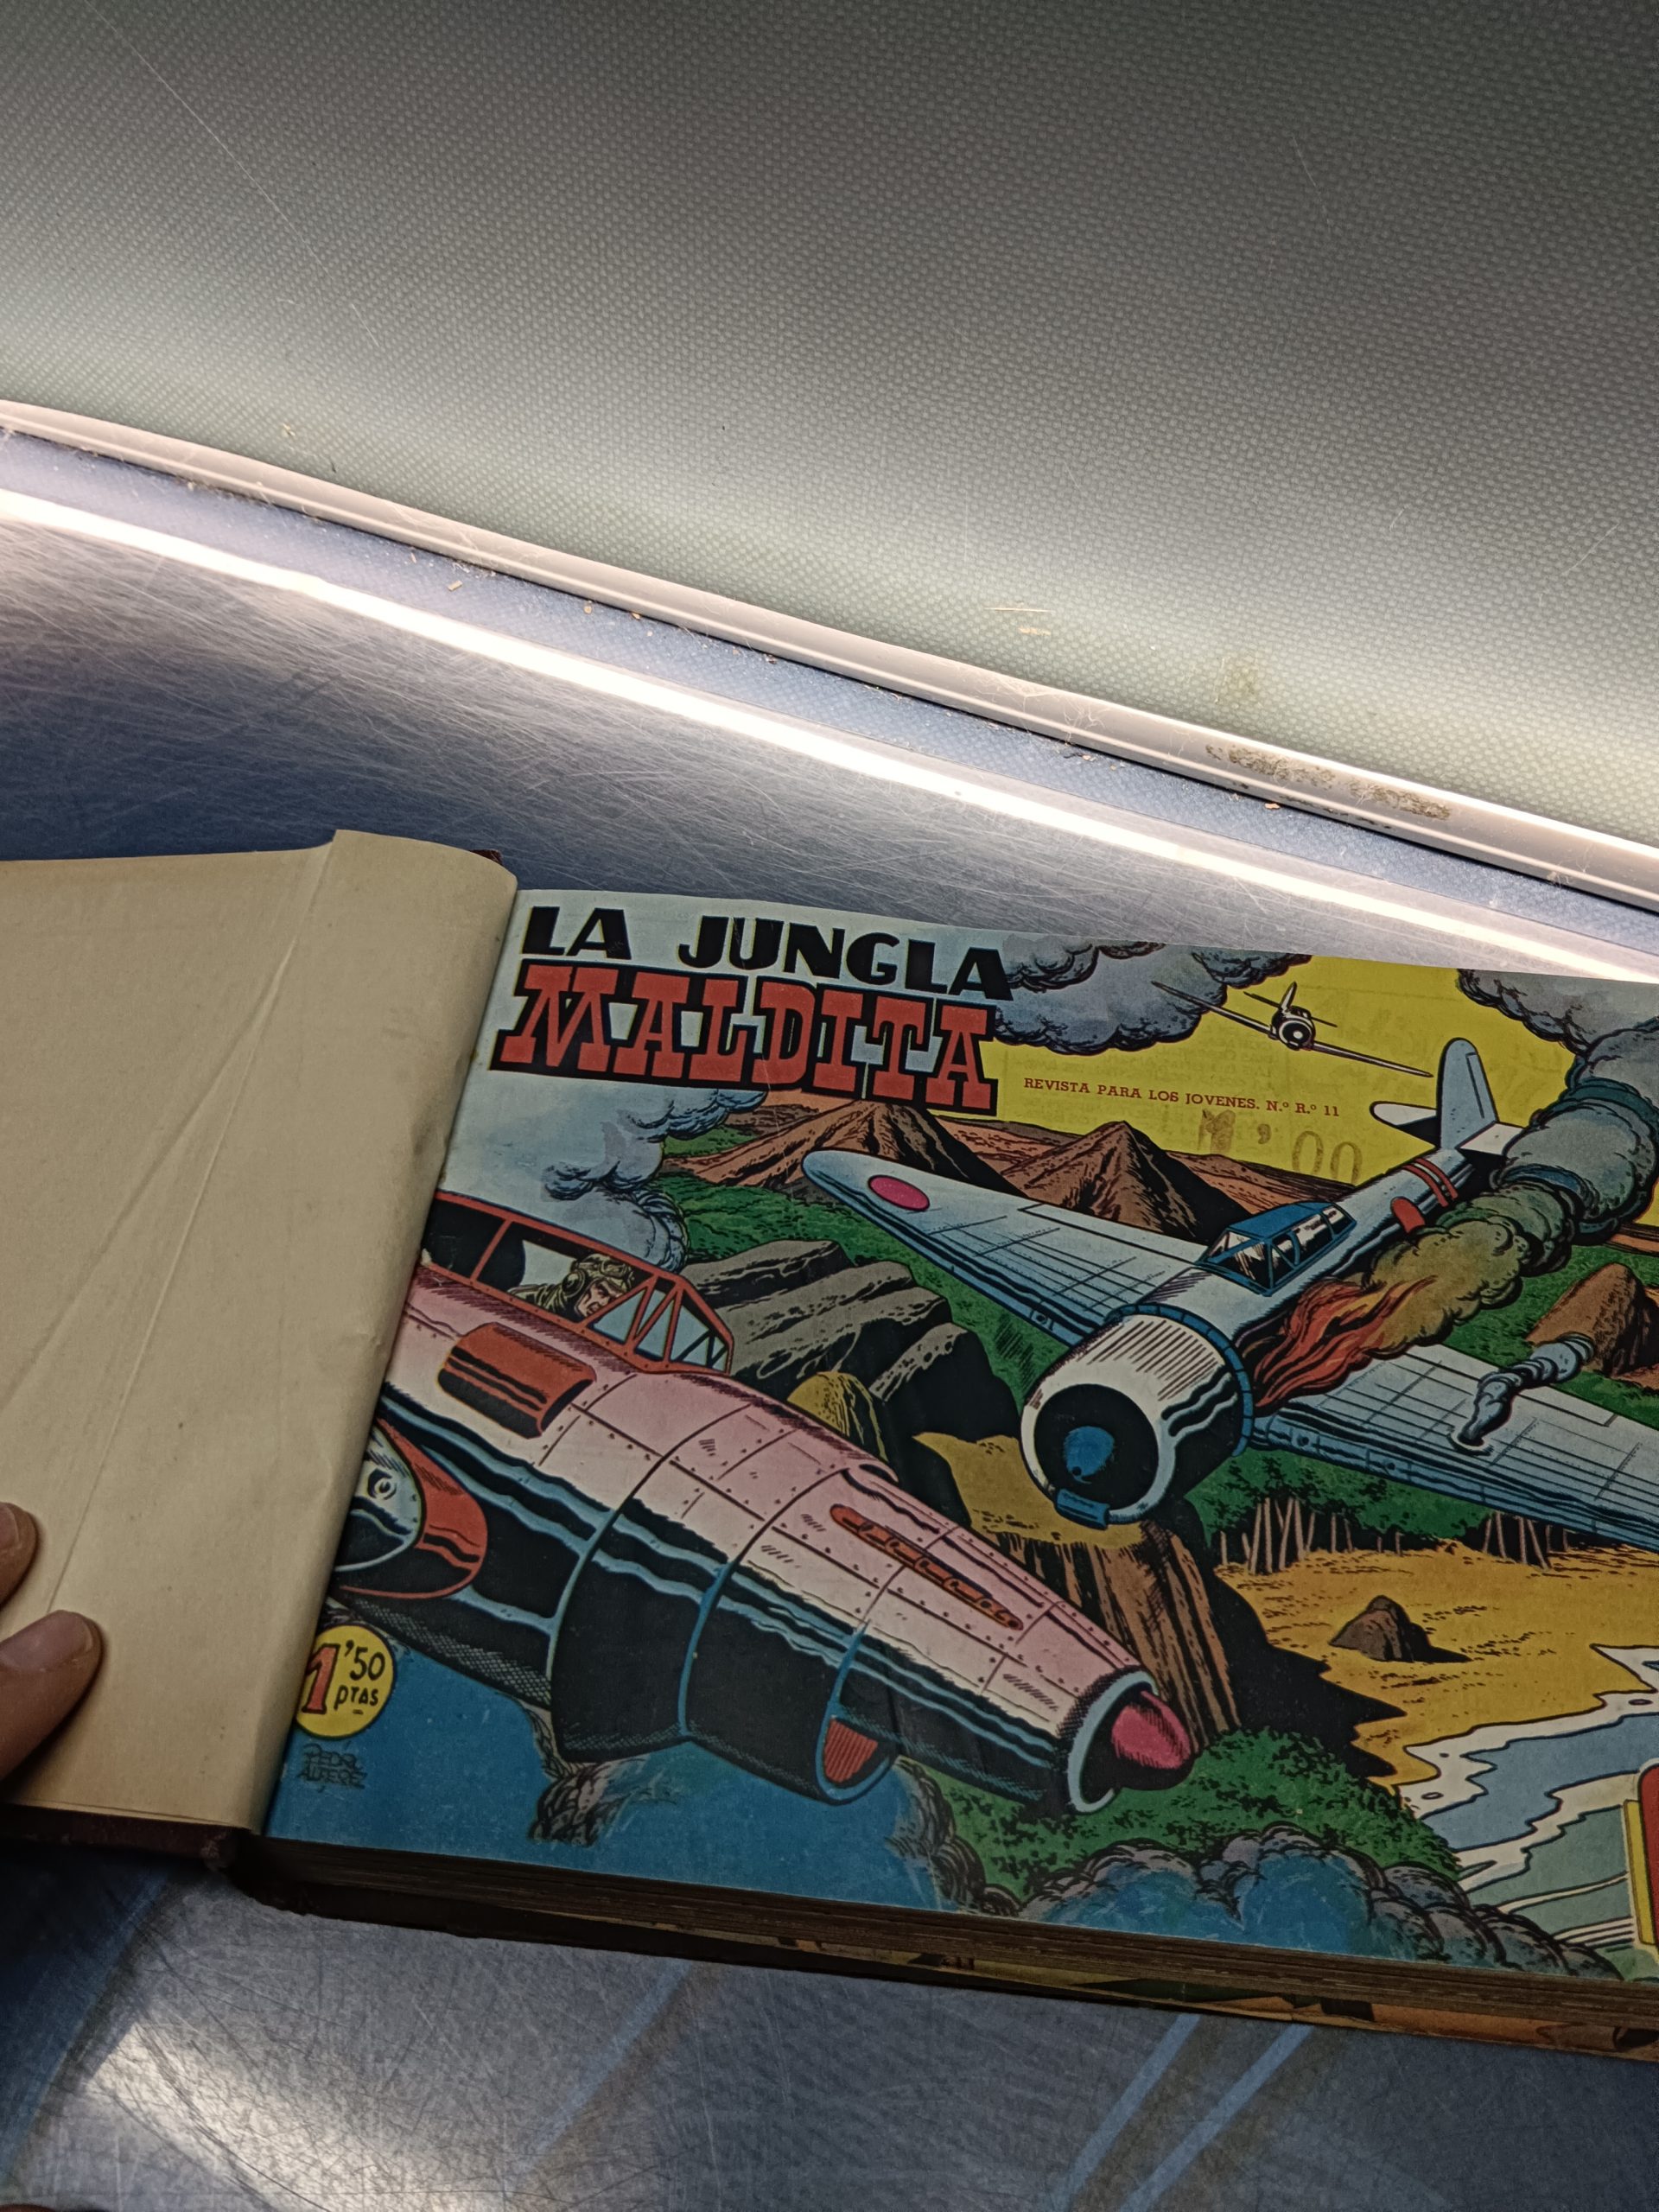 LA JUNGLA
MALDITA
REVISTA PARA LOS JOVENES. N.º R.º 11
1'50
PTAS
PEDRO
ALFEREZ